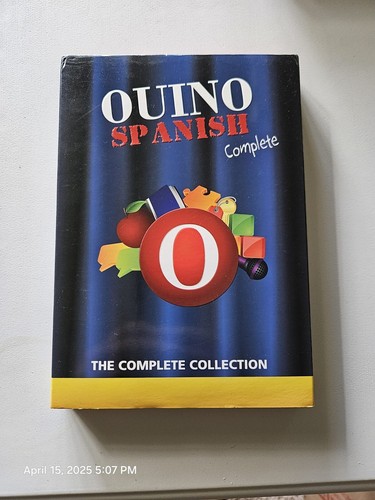 OUINO
SPANISH
Complete
O
THE COMPLETE COLLECTION
April 15, 2025 5:07 PM